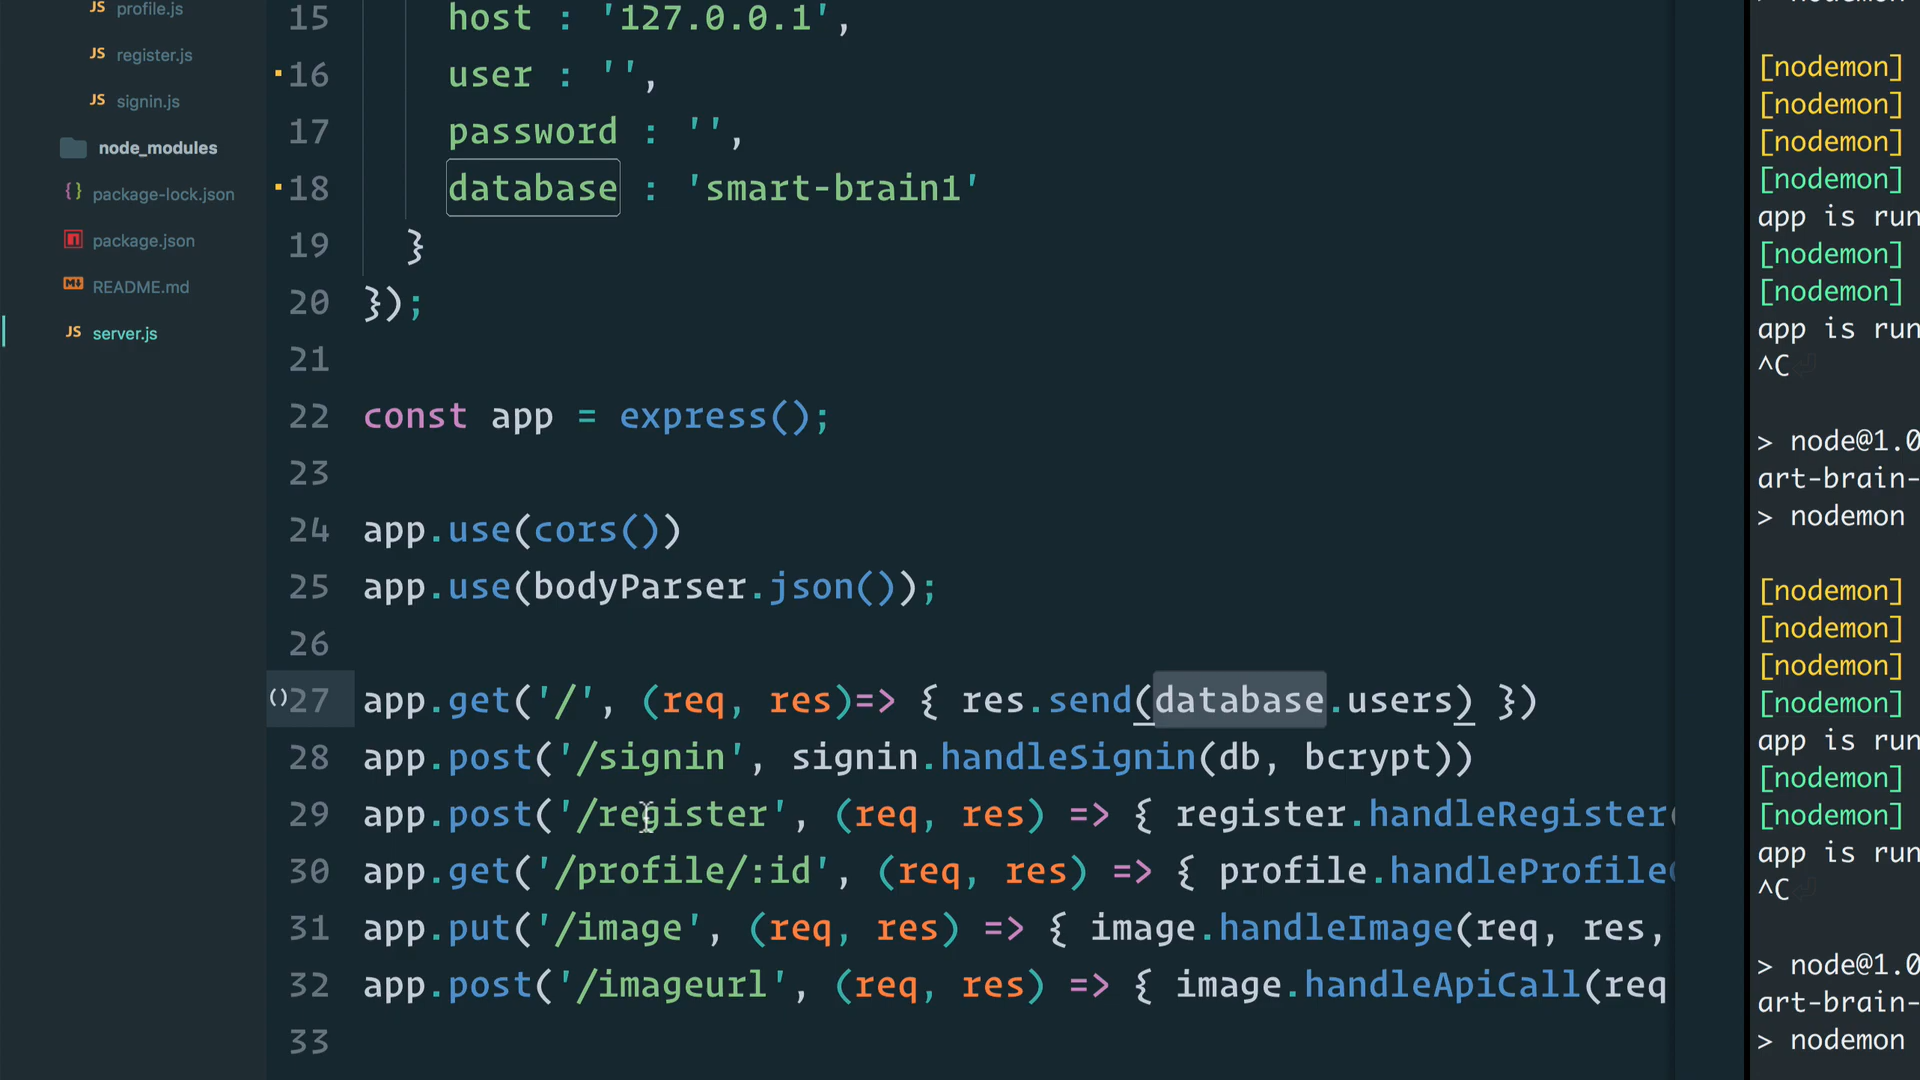 JS profile.js
JS register.js
JS signin.js
node_modules
{} package-lock.json
package.json
README.md
JS server.js
15 host : '127.0.0.1',
16 user : '',
17 password : '',
18 database : 'smart-brain1'
19 }
20 });
21
22 const app = express();
23
24 app.use(cors())
25 app.use(bodyParser.json());
26
27 app.get('/', (req, res)=> { res.send(database.users) })
28 app.post('/signin', signin.handleSignin(db, bcrypt))
29 app.post('/register', (req, res) => { register.handleRegister(
30 app.get('/profile/:id', (req, res) => { profile.handleProfile
31 app.put('/image', (req, res) => { image.handleImage(req, res,
32 app.post('/imageurl', (req, res) => { image.handleApiCall(req
33
> nodemon
[nodemon]
[nodemon]
[nodemon]
[nodemon]
app is run
[nodemon]
[nodemon]
app is run
^C
> node@1.0
art-brain-
> nodemon
[nodemon]
[nodemon]
[nodemon]
[nodemon]
app is run
[nodemon]
[nodemon]
app is run
^C
> node@1.0
art-brain-
> nodemon